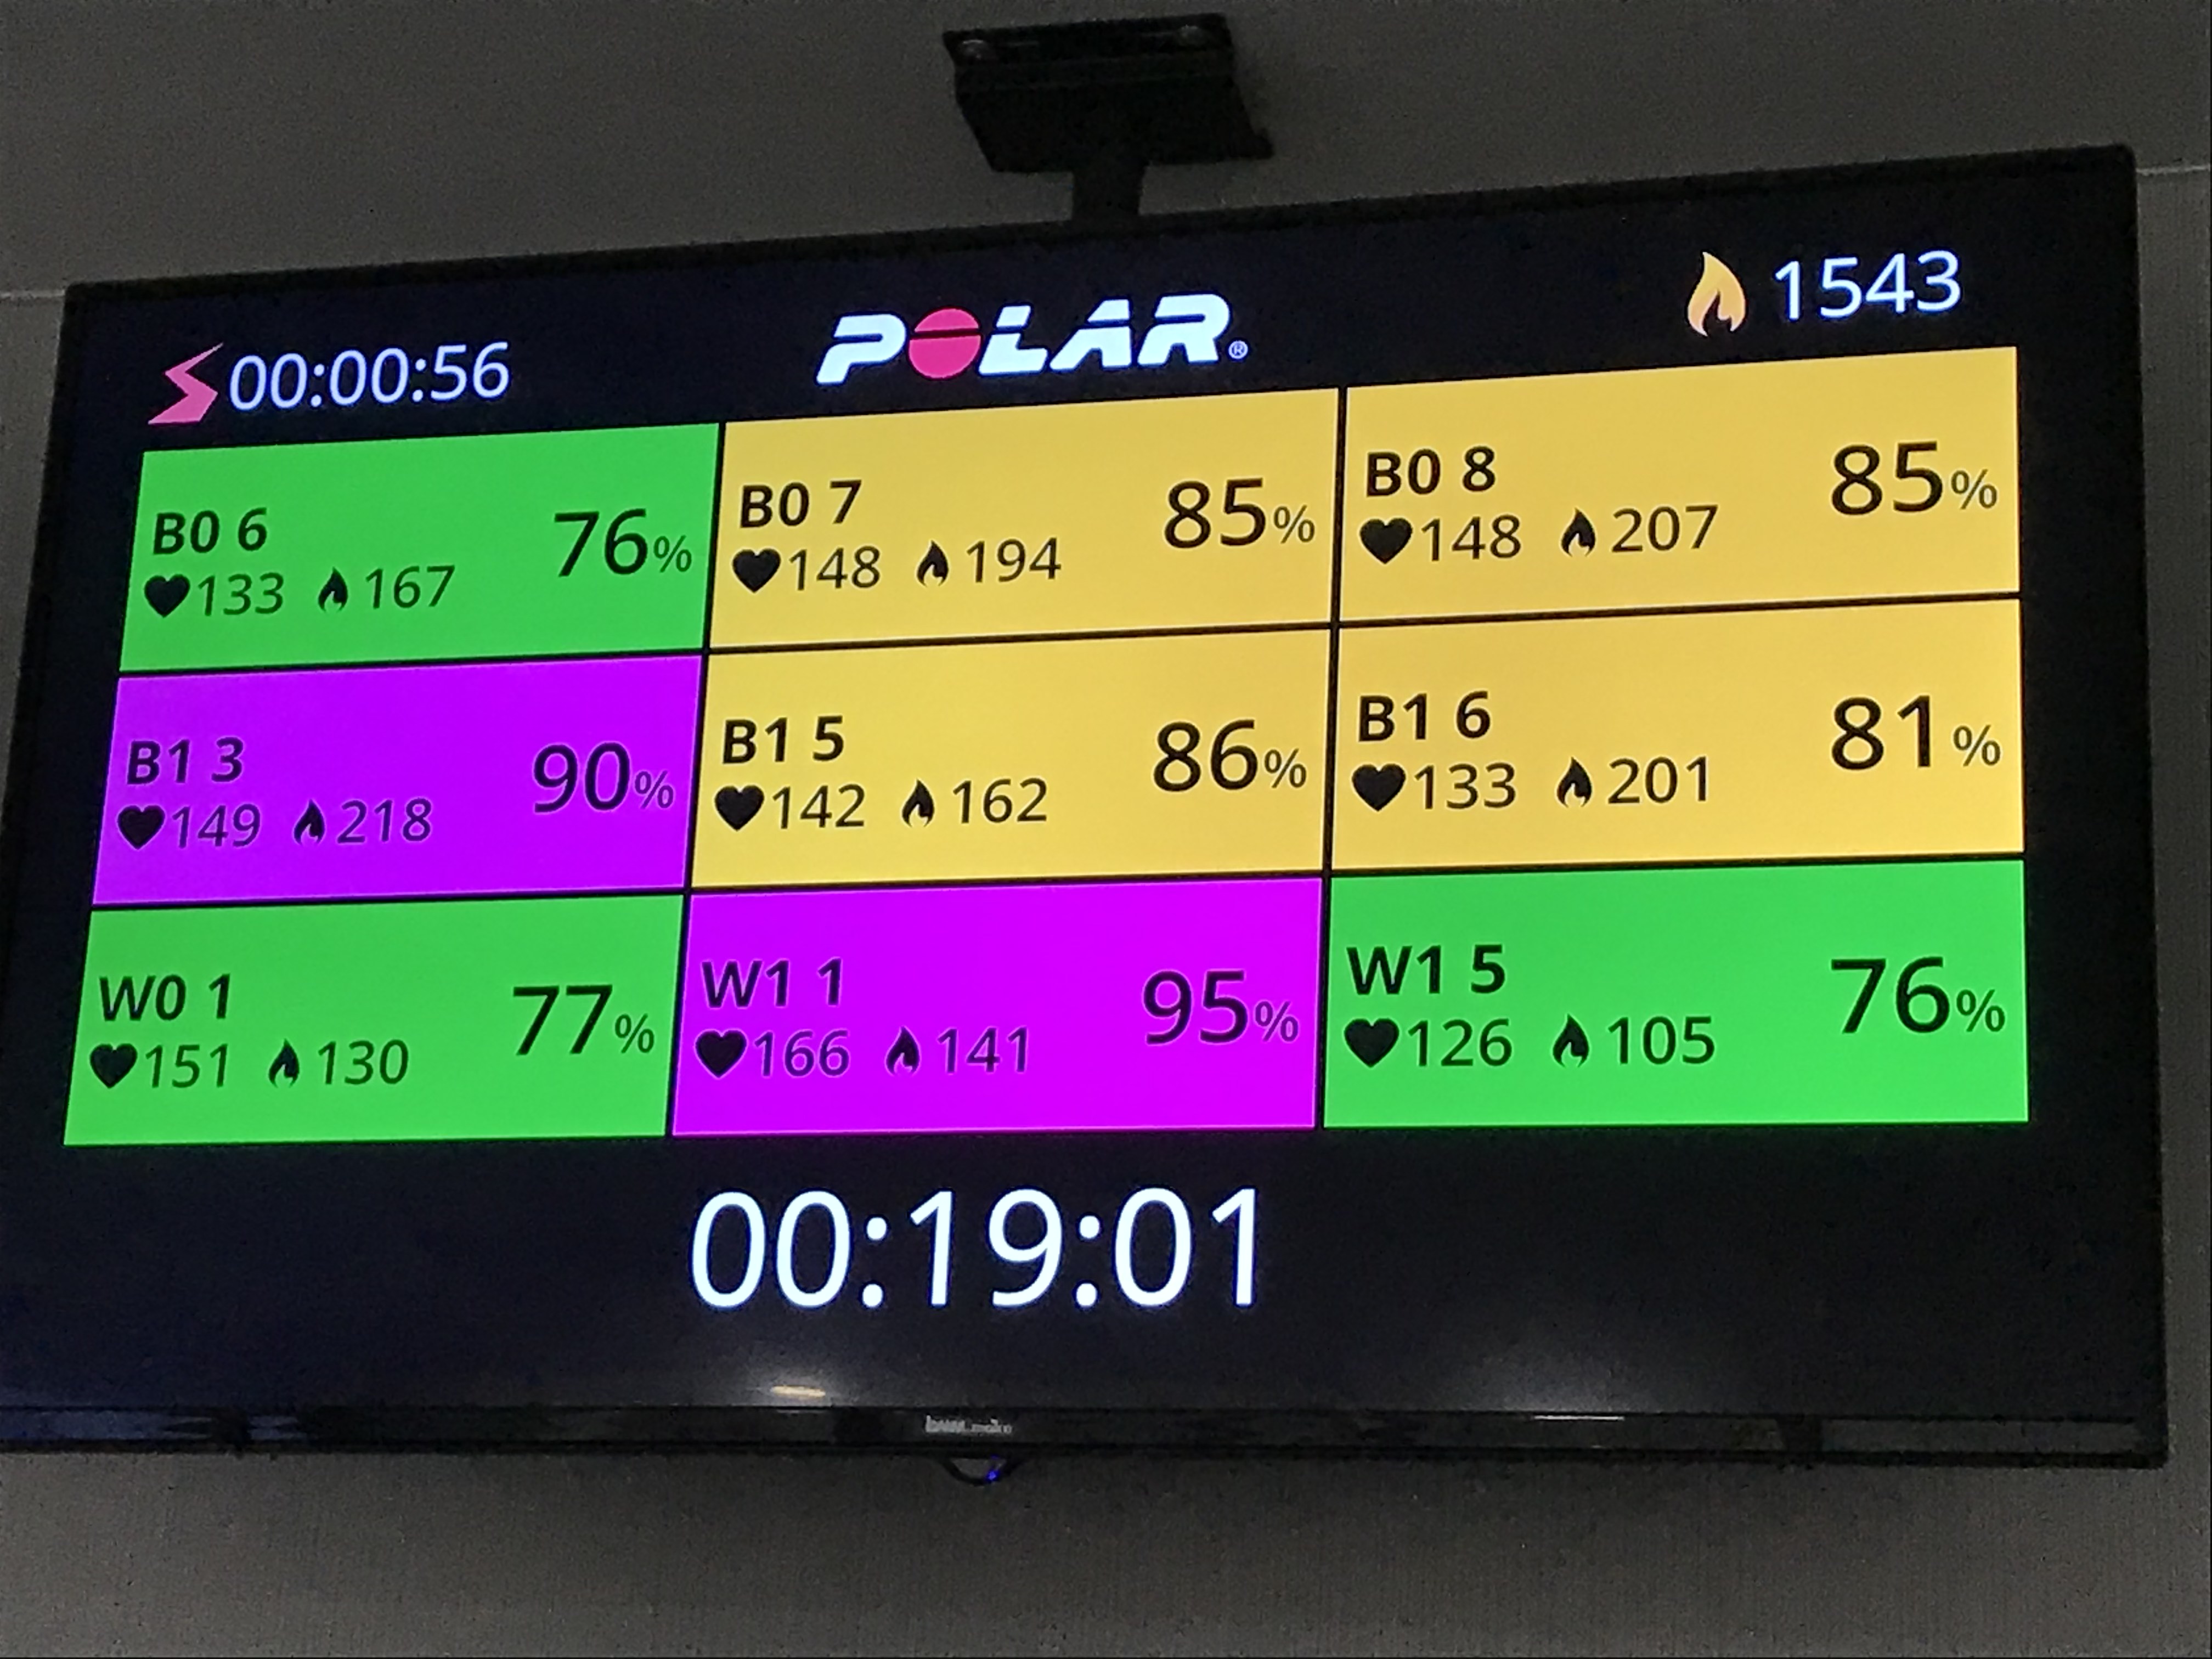 00:00:56
POLAR®
1543
B0 6
133 167
76%
B0 7
148 194
85%
B0 8
148 207
85%
B1 3
149 218
90%
B1 5
142 162
86%
B1 6
133 201
81%
W0 1
151 130
77%
W1 1
166 141
95%
W1 5
126 105
76%
00:19:01